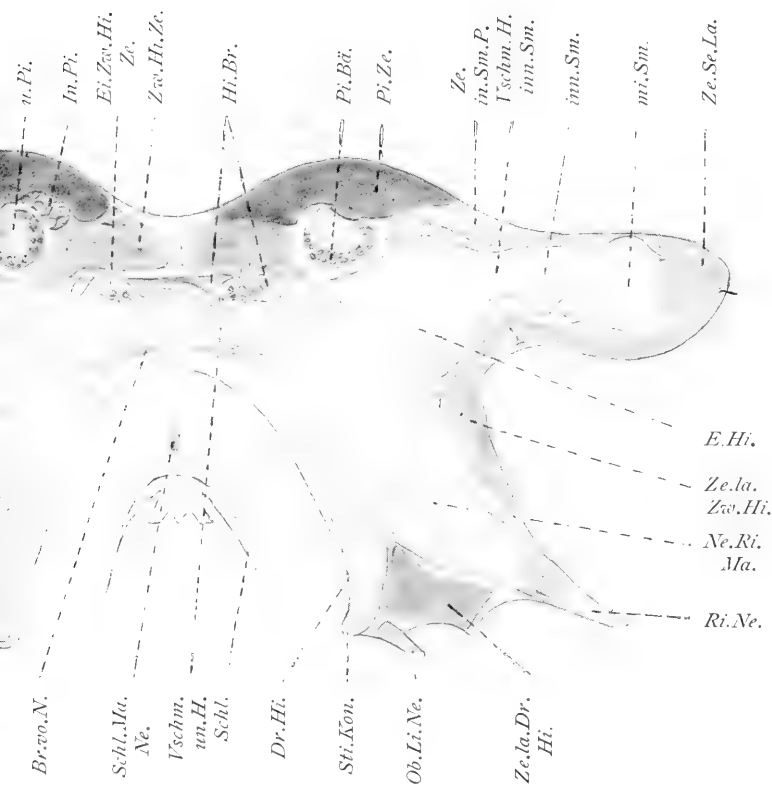 u.Pi.
In.Pi.
Ei.Zw.Hi.
Ze.
Zw.Hi.Ze.
Hi.Br.
Pi.Bä.
Pi.Ze.
Ze.
in.Sm.P.
Vschm.H.
inn.Sm.
inn.Sm.
mi.Sm.
Ze.Se.La.
E.Hi.
Ze.la.
Zw.Hi.
Ne.Ri.
Ma.
Ri.Ne.
Br.vo.N.
Schl.Ma.
Ne.
Vschm.
un.H.
Schl.
Dr.Hi.
Sti.Kon.
Ob.Li.Ne.
Ze.la.Dr.
Hi.